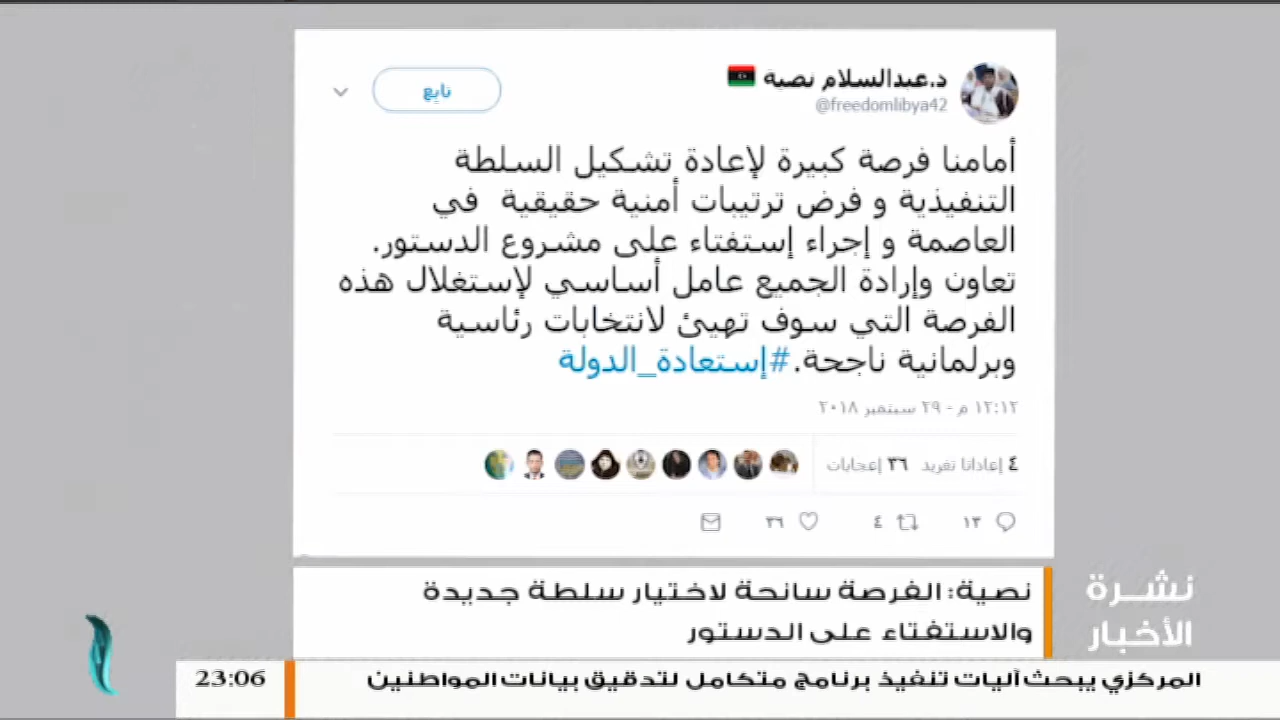 د.عبدالسلام نصية
تابع
@freedomlibya42
أمامنا فرصة كبيرة لإعادة تشكيل السلطة
التنفيذية و فرض ترتيبات أمنية حقيقية في
العاصمة و إجراء إستفتاء على مشروع الدستور.
تعاون وإرادة الجميع عامل أساسي لإستغلال هذه
الفرصة التي سوف تهيئ لانتخابات رئاسية
وبرلمانية ناجحة.#إستعادة_الدولة
١٢:١٢ م - ٢٩ سبتمبر ٢٠١٨
٤ إعاداتا تغريد ٣٦ إعجابات
١٣ ٤ ٣٦
نصية: الفرصة سانحة لاختيار سلطة جديدة
والاستفتاء على الدستور
نشرة
الأخبار
المركزي يبحث آليات تنفيذ برنامج متكامل لتدقيق بيانات المواطنين
23:06